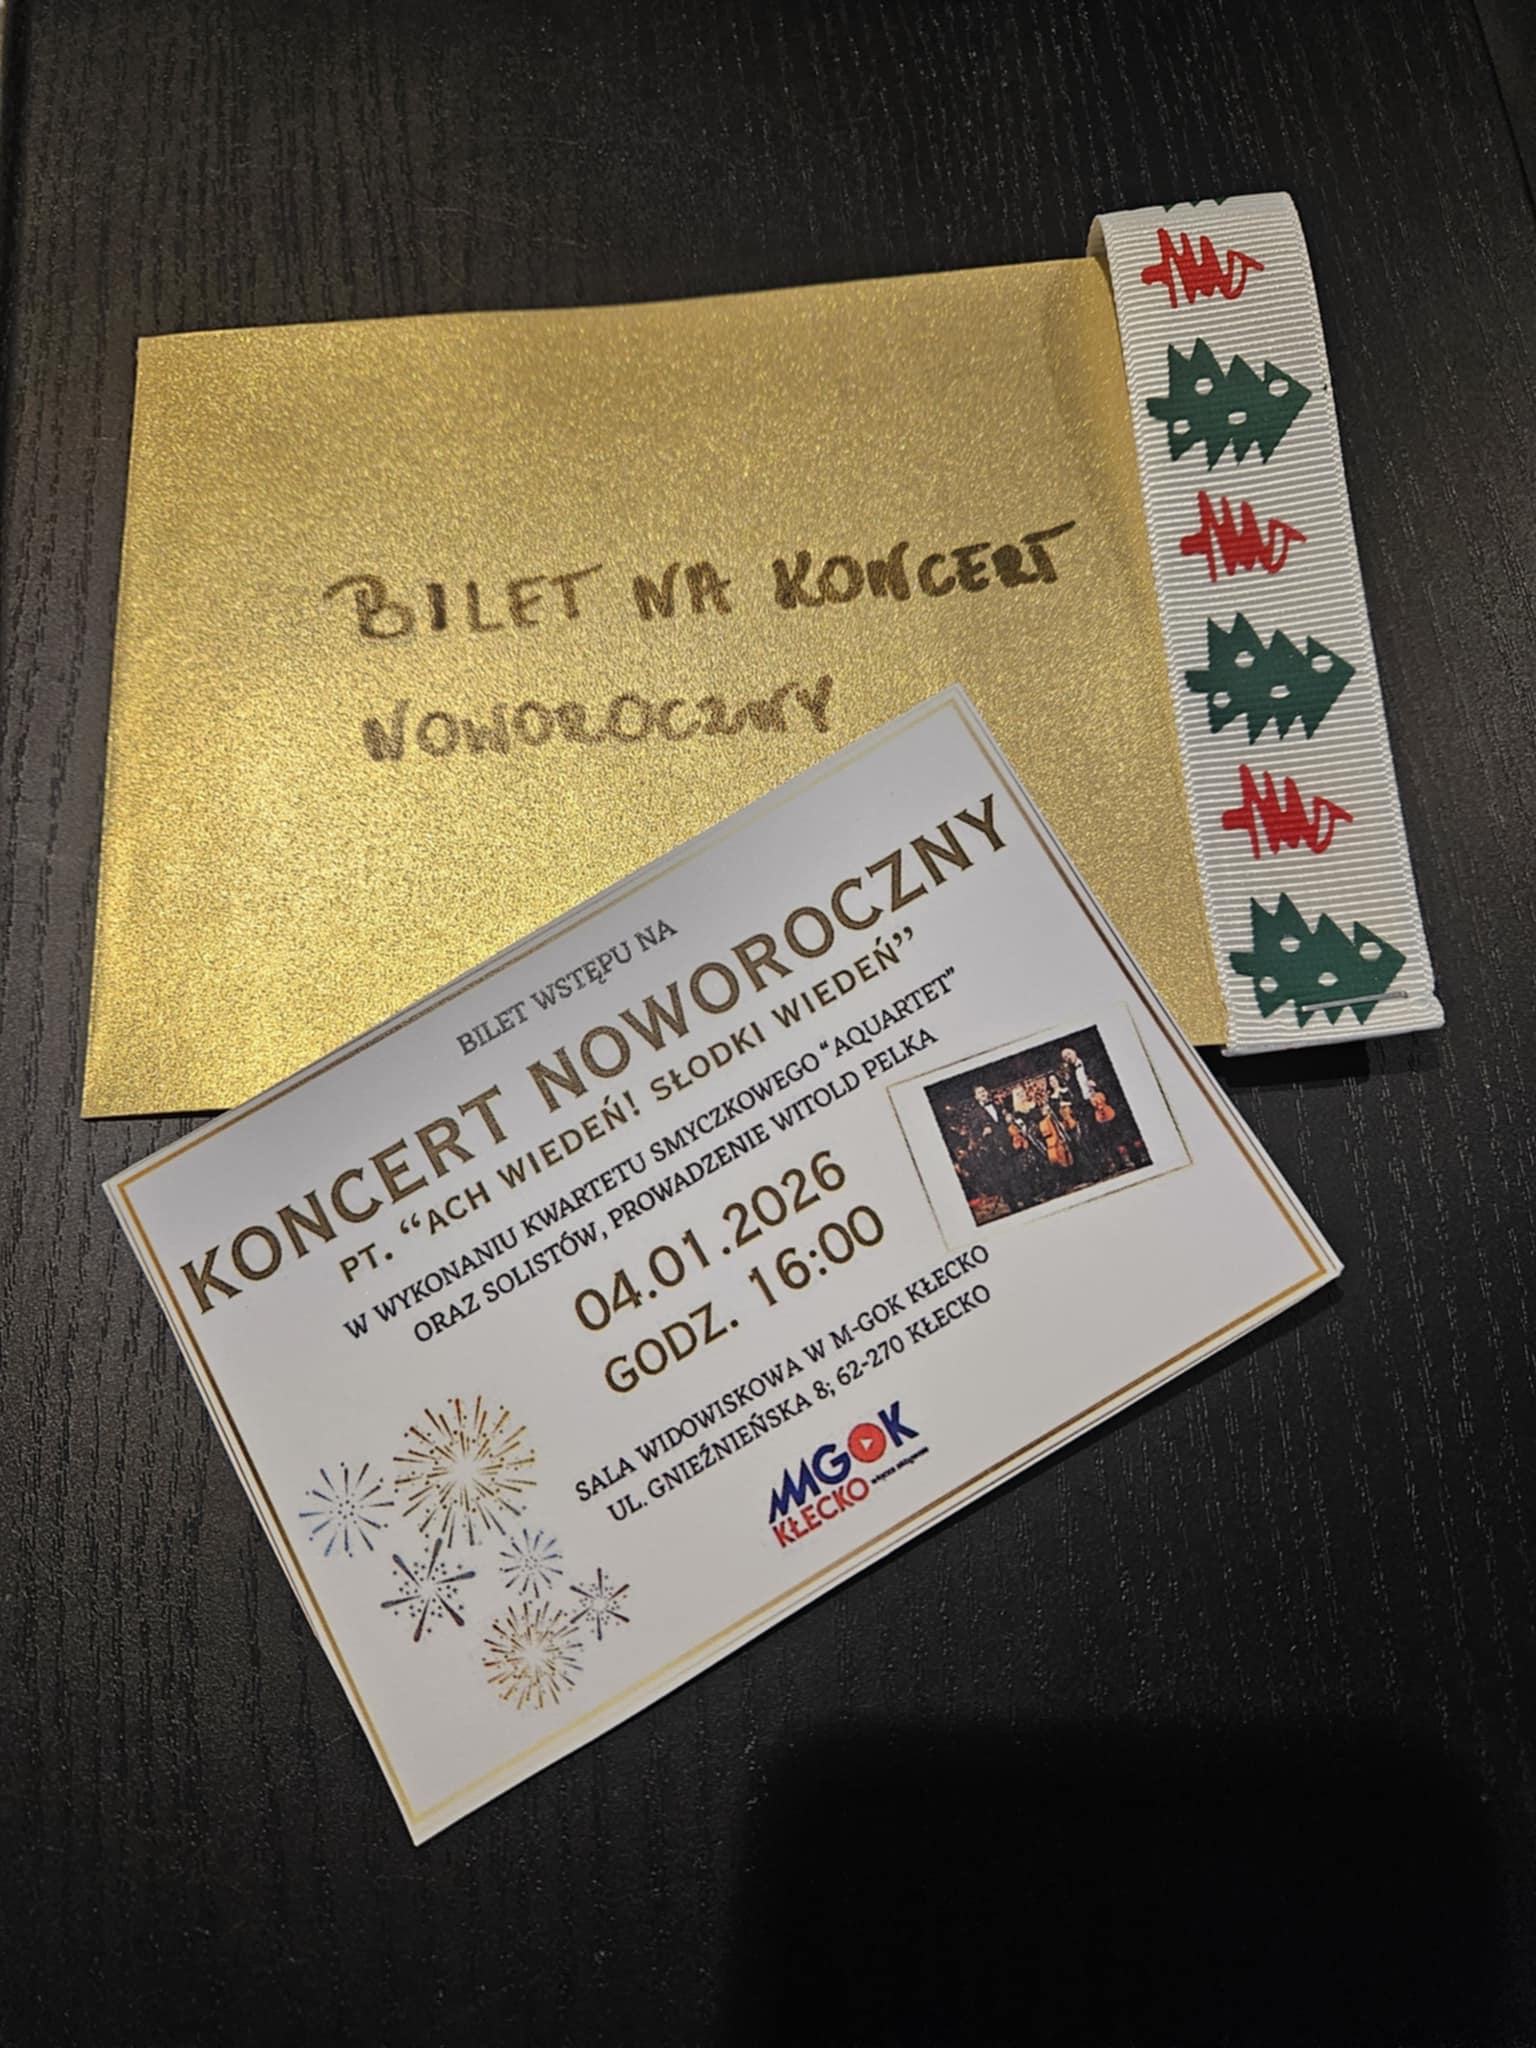 BILET NA KONCERT
NOWOROCZNY
BILET WSTĘPU NA
KONCERT NOWOROCZNY
PT. “ACH WIEDEŃ! SŁODKI WIEDEŃ”
W WYKONANIU KWARTETU SMYCZKOWEGO “AQUARTET”
ORAZ SOLISTÓW, PROWADZENIE WITOLD PELKA
04.01.2026
GODZ. 16:00
SALA WIDOWISKOWA W M-GOK KŁECKO
UL. GNIEŹNIEŃSKA 8; 62-270 KŁECKO
MGOK
KŁECKO